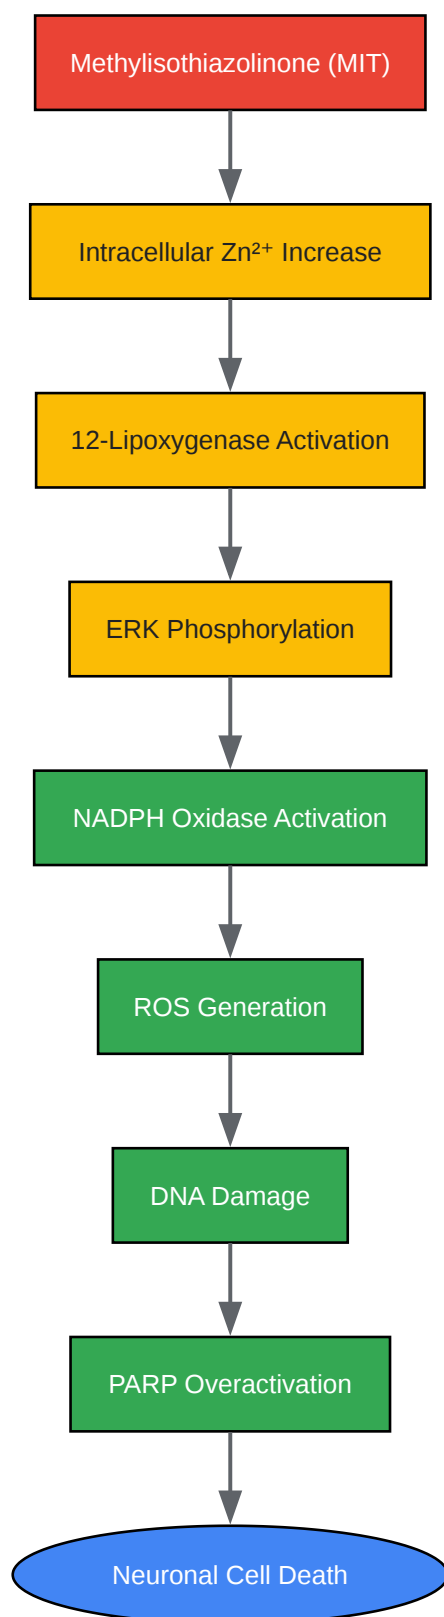 Methylisothiazolinone (MIT)
Intracellular Zn²⁺ Increase
12-Lipoxygenase Activation
ERK Phosphorylation
NADPH Oxidase Activation
ROS Generation
DNA Damage
PARP Overactivation
Neuronal Cell Death